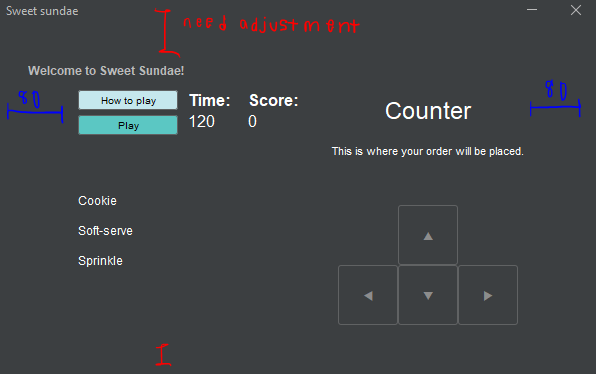 Sweet sundae
need adjustment
Welcome to Sweet Sundae!
80
How to play
Play
Time:
120
Score:
0
Counter
80
This is where your order will be placed.
Cookie
Soft-serve
Sprinkle